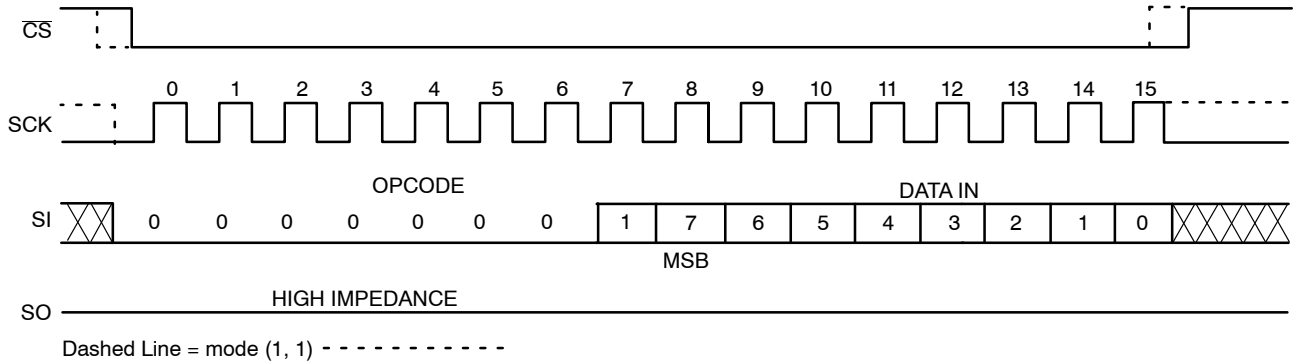 CS
0 1 2 3 4 5 6 7 8 9 10 11 12 13 14 15
SCK
OPCODE DATA IN
SI 0 0 0 0 0 0 0 1 7 6 5 4 3 2 1 0
MSB
HIGH IMPEDANCE
SO
Dashed Line = mode (1, 1)